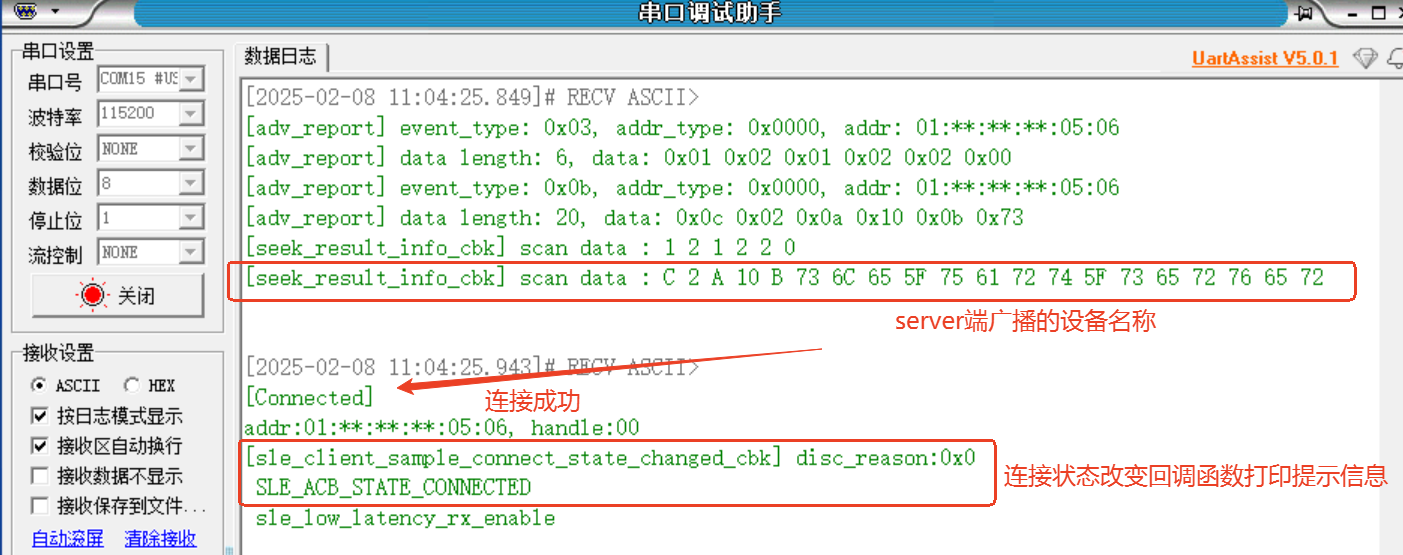 串口调试助手
串口设置
串口号 COM15 #US
波特率 115200
校验位 NONE
数据位 8
停止位 1
流控制 NONE
关闭
接收设置
ASCII HEX
按日志模式显示
接收区自动换行
接收数据不显示
接收保存到文件...
自动滚屏 清除接收
数据日志
UartAssist V5.0.1
[2025-02-08 11:04:25.849]# RECV ASCII>
[adv_report] event_type: 0x03, addr_type: 0x0000, addr: 01:**:**:**:05:06
[adv_report] data length: 6, data: 0x01 0x02 0x01 0x02 0x02 0x00
[adv_report] event_type: 0x0b, addr_type: 0x0000, addr: 01:**:**:**:05:06
[adv_report] data length: 20, data: 0x0c 0x02 0x0a 0x10 0x0b 0x73
[seek_result_info_cbk] scan data : 1 2 1 2 2 0
[seek_result_info_cbk] scan data : C 2 A 10 B 73 6C 65 5F 75 61 72 74 5F 73 65 72 76 65 72
server端广播的设备名称
[2025-02-08 11:04:25.943]# RECV ASCII>
[Connected]
连接成功
addr:01:**:**:**:05:06, handle:00
[sle_client_sample_connect_state_changed_cbk] disc_reason:0x0
SLE_ACB_STATE_CONNECTED
连接状态改变回调函数打印提示信息
sle_low_latency_rx_enable